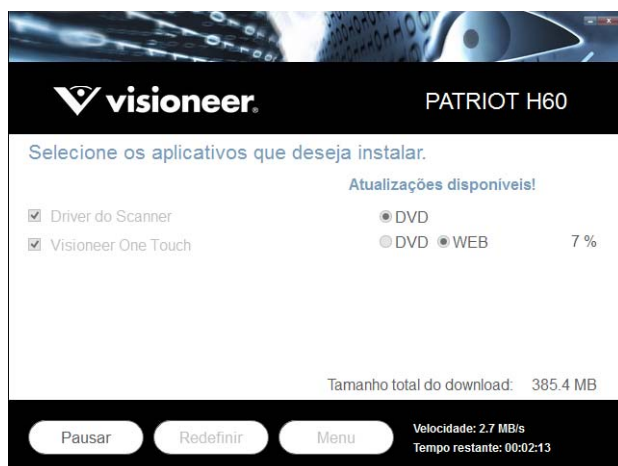 visioneer®
PATRIOT H60
Selecione os aplicativos que deseja instalar.
Atualizações disponíveis!
Driver do Scanner DVD
Visioneer One Touch DVD WEB 7 %
Tamanho total do download: 385.4 MB
Pausar Redefinir Menu
Velocidade: 2.7 MB/s
Tempo restante: 00:02:13